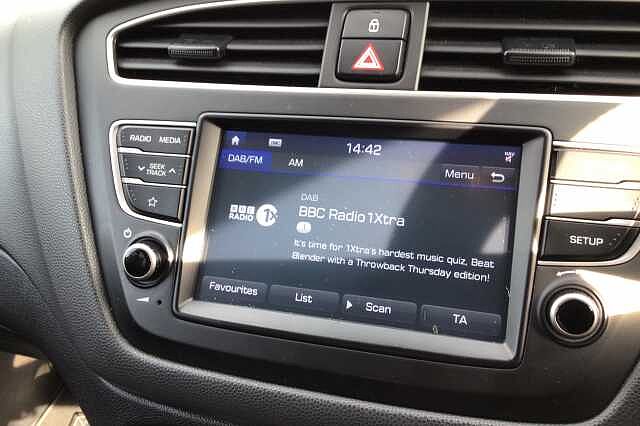 RADIO MEDIA
SEEK
TRACK
SETUP
14:42
NAV
DAB/FM AM
Menu
DAB
BBC
RADIO 1X
BBC Radio 1Xtra
i
It's time for 1Xtra's hardest music quiz, Beat
Blender with a Throwback Thursday edition!
Favourites List Scan TA